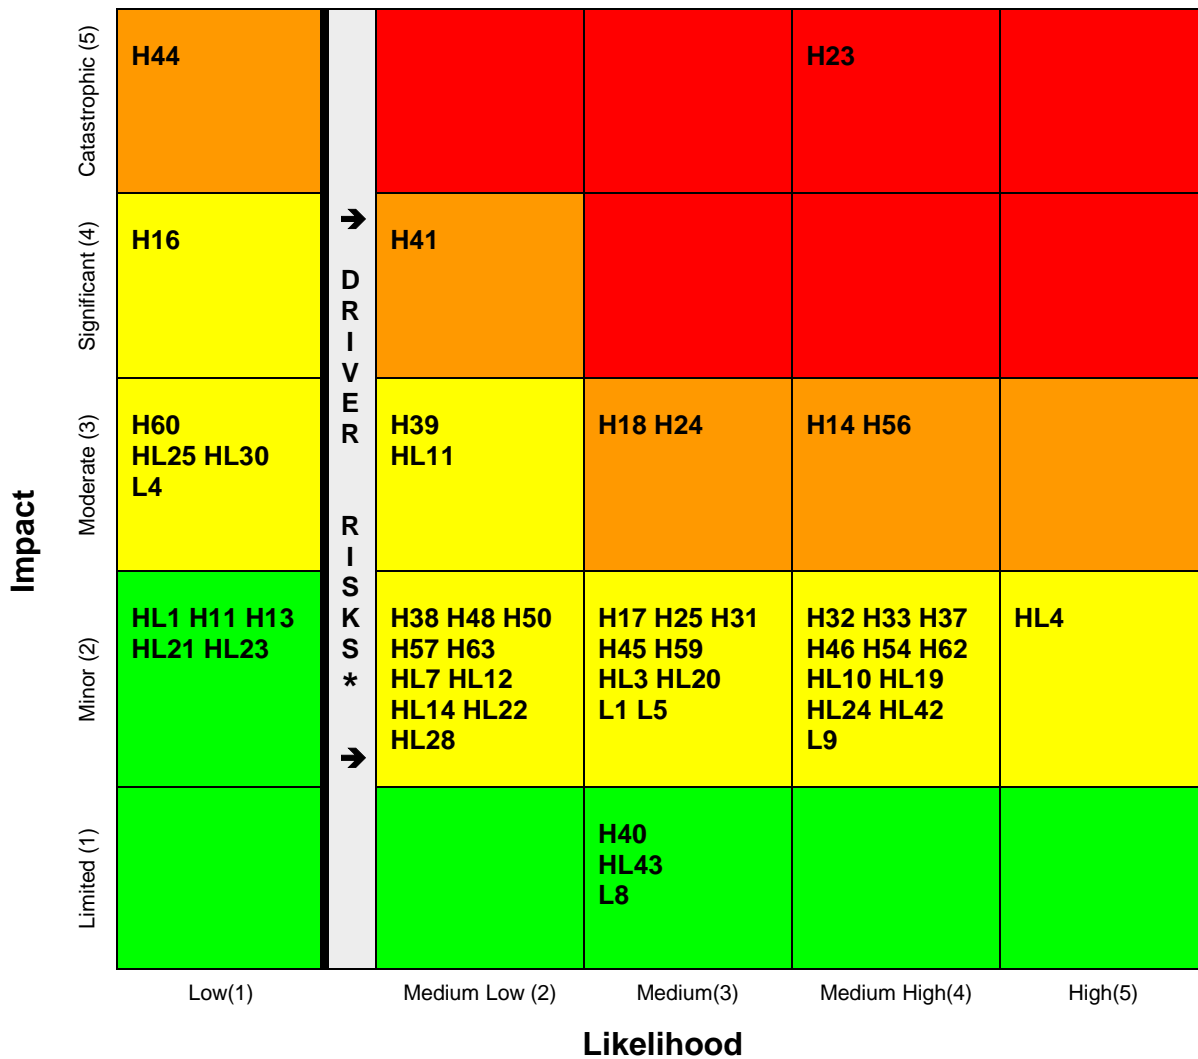 Impact
Catastrophic (5)
H44
H23
Significant (4)
H16
H41
Moderate (3)
H60
HL25 HL30
L4
H39
HL11
H18 H24
H14 H56
Minor (2)
HL1 H11 H13
HL21 HL23
H38 H48 H50
H57 H63
HL7 HL12
HL14 HL22
HL28
H17 H25 H31
H45 H59
HL3 HL20
L1 L5
H32 H33 H37
H46 H54 H62
HL10 HL19
HL24 HL42
L9
HL4
Limited (1)
H40
HL43
L8
➔ DRIVER RISKS* ➔
Low(1)
Medium Low (2)
Medium(3)
Medium High(4)
High(5)
Likelihood